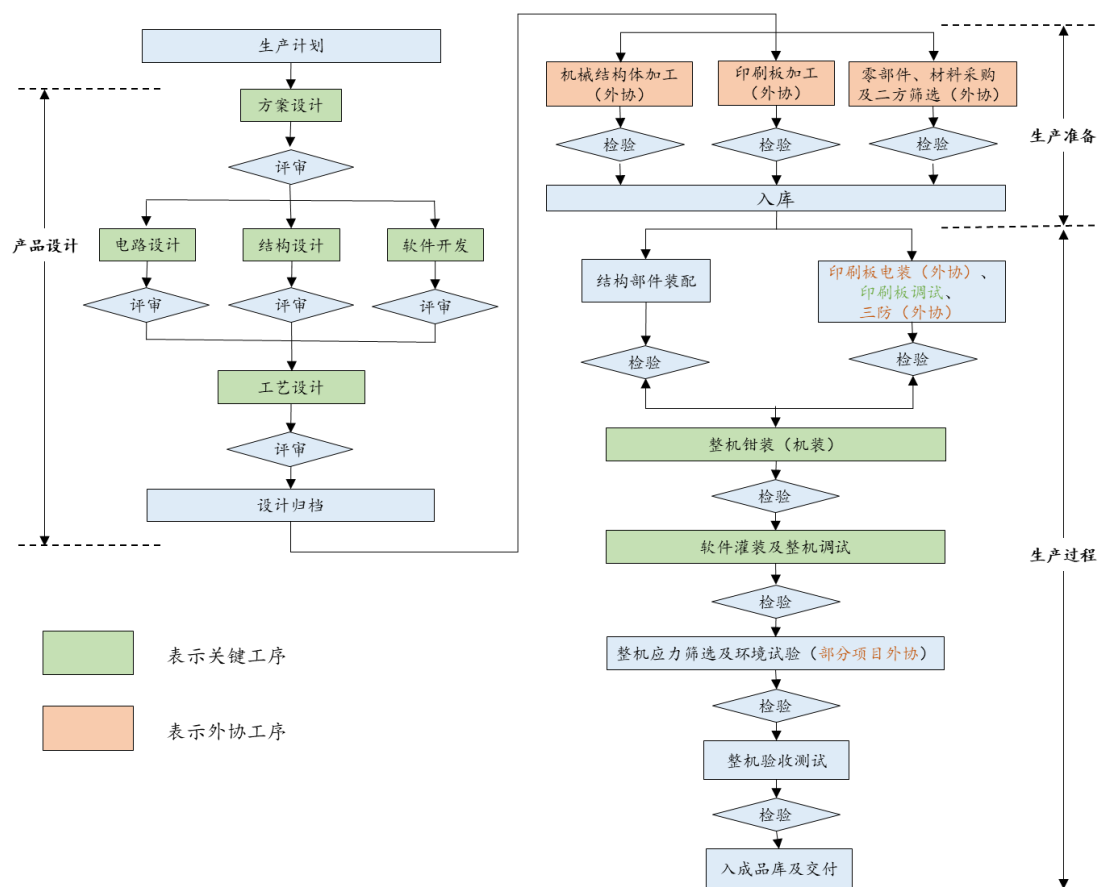 生产计划
方案设计
评审
产品设计
电路设计
结构设计
软件开发
评审
评审
评审
工艺设计
评审
设计归档
表示关键工序
表示外协工序
机械结构体加工
（外协）
印刷板加工
（外协）
零部件、材料采购
及二方筛选（外协）
检验
检验
检验
生产准备
入库
结构部件装配
印刷板电装（外协）、
印刷板调试、
三防（外协）
检验
检验
整机钳装（机装）
检验
软件灌装及整机调试
生产过程
检验
整机应力筛选及环境试验（部分项目外协）
检验
整机验收测试
检验
入成品库及交付